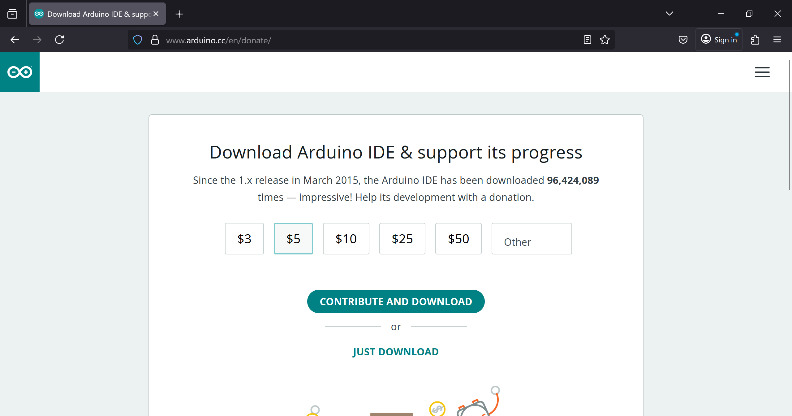 Download Arduino IDE & supp
Sign in
www.arduino.cc/en/donate/
Download Arduino IDE & support its progress
Since the 1.x release in March 2015, the Arduino IDE has been downloaded 96,424,089
times — impressive! Help its development with a donation.
$3 $5 $10 $25 $50 Other
CONTRIBUTE AND DOWNLOAD
or
JUST DOWNLOAD